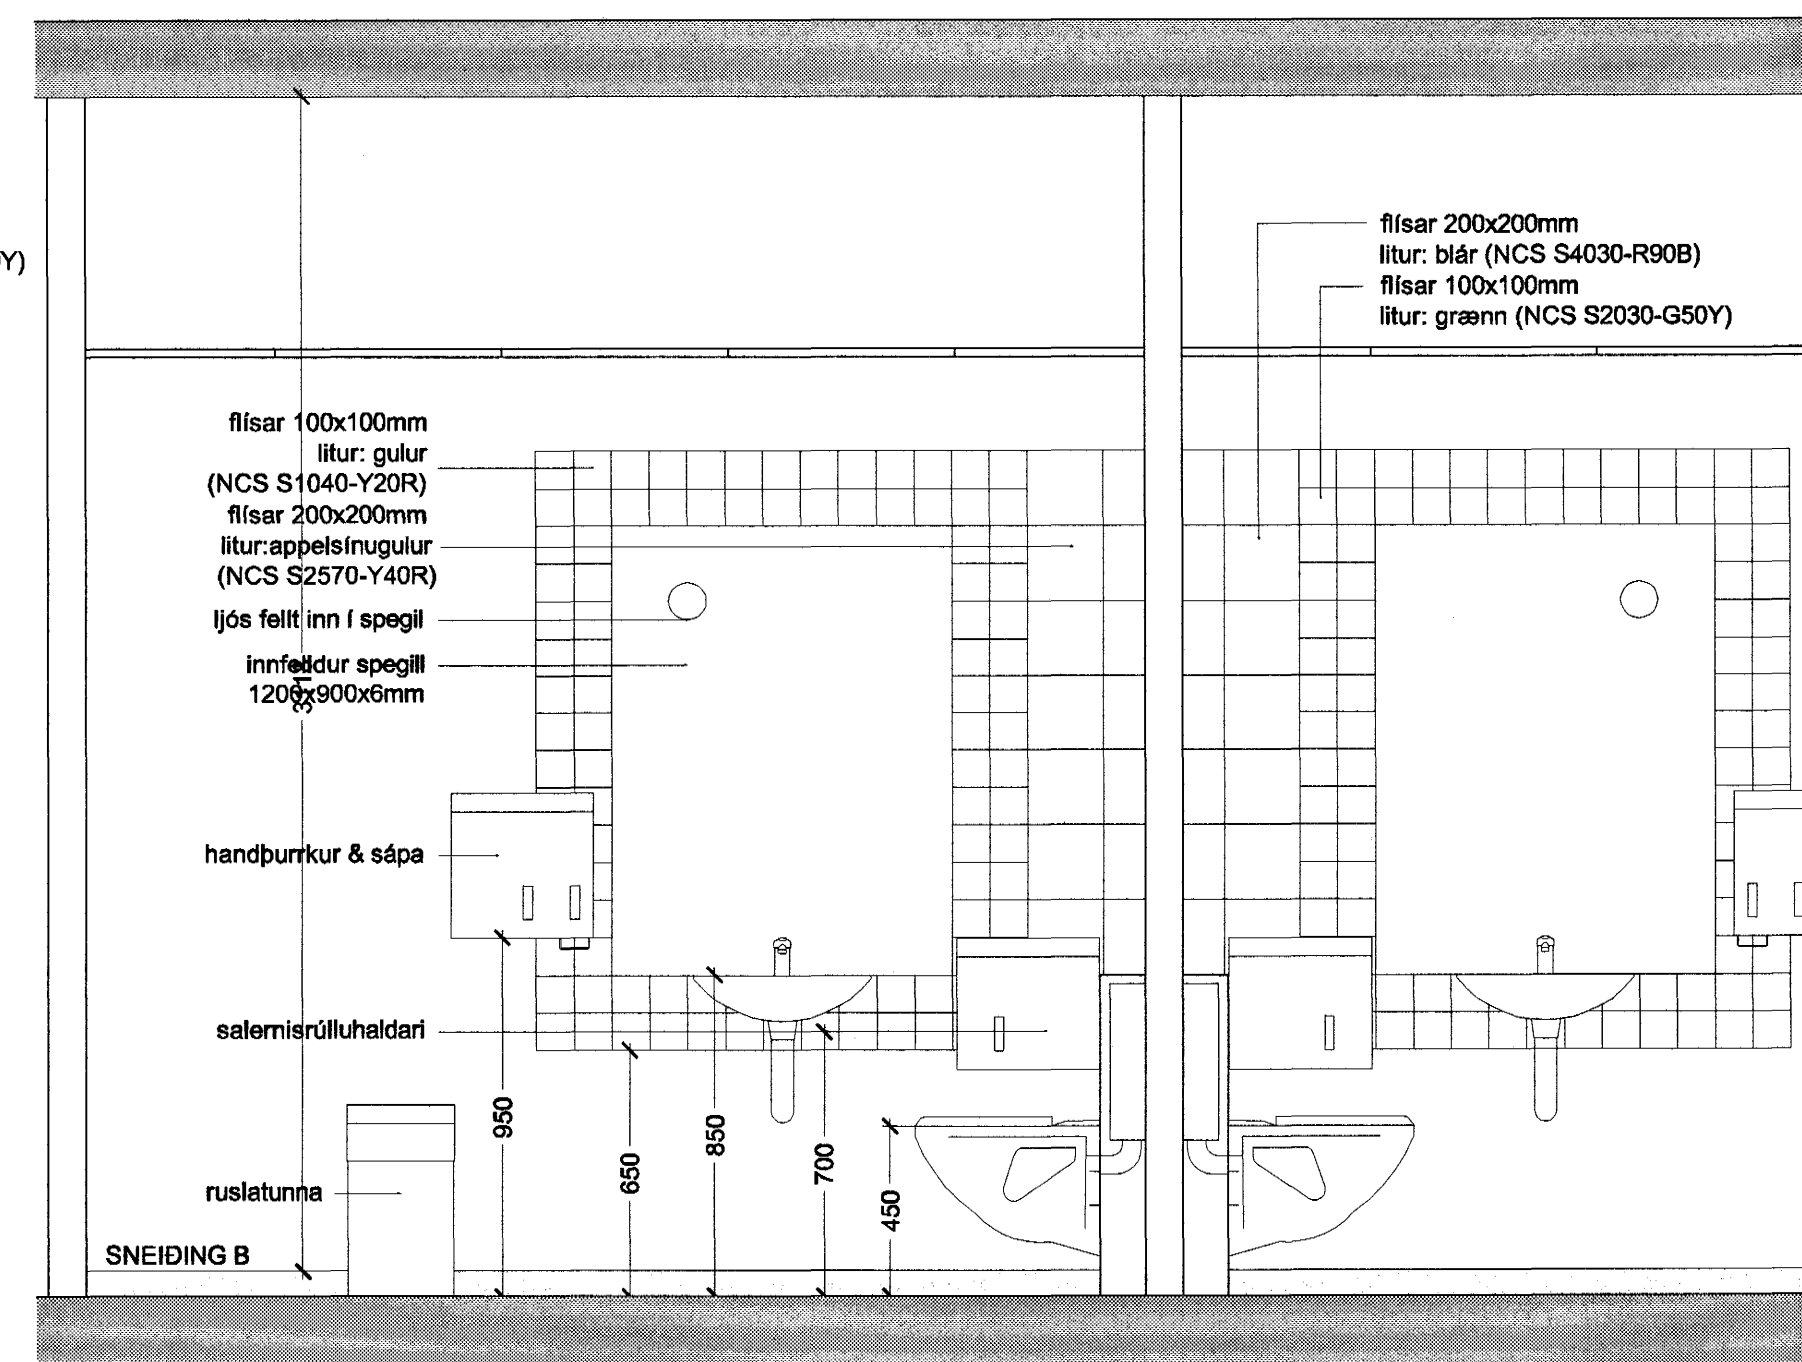 Y)
flísar 200x200mm
litur: blár (NCS S4030-R90B)
flísar 100x100mm
litur: grænn (NCS S2030-G50Y)
flísar 100x100mm
litur: gulur
(NCS S1040-Y20R)
flísar 200x200mm
litur:appelsínugulur
(NCS S2570-Y40R)
ljós fellt inn í spegil
innfelldur spegill
1200x900x6mm
handþurrkur & sápa
salernisrúlluhaldari
950
650
850
700
450
ruslatunna
SNEIÐING B